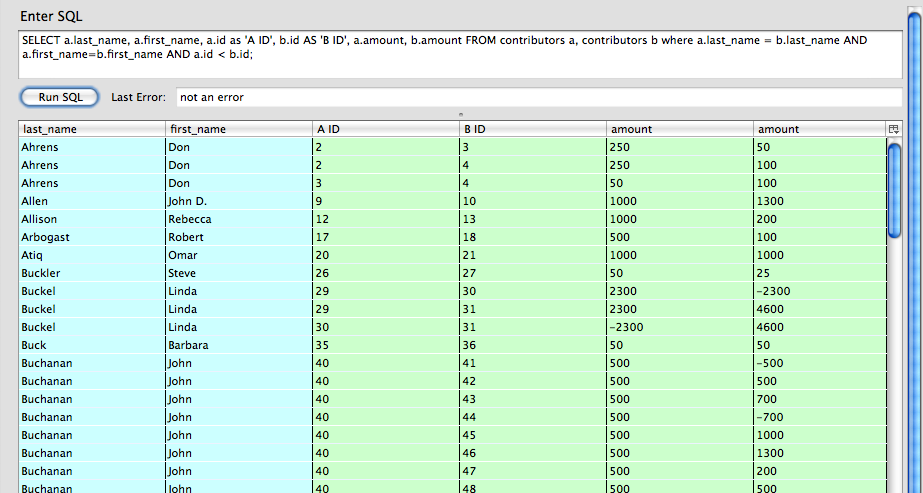 Enter SQL
SELECT a.last_name, a.first_name, a.id as 'A ID', b.id AS 'B ID', a.amount, b.amount FROM contributors a, contributors b where a.last_name = b.last_name AND
a.first_name=b.first_name AND a.id < b.id;
Run SQL Last Error: not an error
last_name first_name A ID B ID amount amount
Ahrens Don 2 3 250 50
Ahrens Don 2 4 250 100
Ahrens Don 3 4 50 100
Allen John D. 9 10 1000 1300
Allison Rebecca 12 13 1000 200
Arbogast Robert 17 18 500 100
Atiq Omar 20 21 1000 1000
Buckler Steve 26 27 50 25
Buckel Linda 29 30 2300 -2300
Buckel Linda 29 31 2300 4600
Buckel Linda 30 31 -2300 4600
Buck Barbara 35 36 50 50
Buchanan John 40 41 500 -500
Buchanan John 40 42 500 500
Buchanan John 40 43 500 700
Buchanan John 40 44 500 -700
Buchanan John 40 45 500 1000
Buchanan John 40 46 500 1300
Buchanan John 40 47 500 200
Buchanan John 40 48 500 500